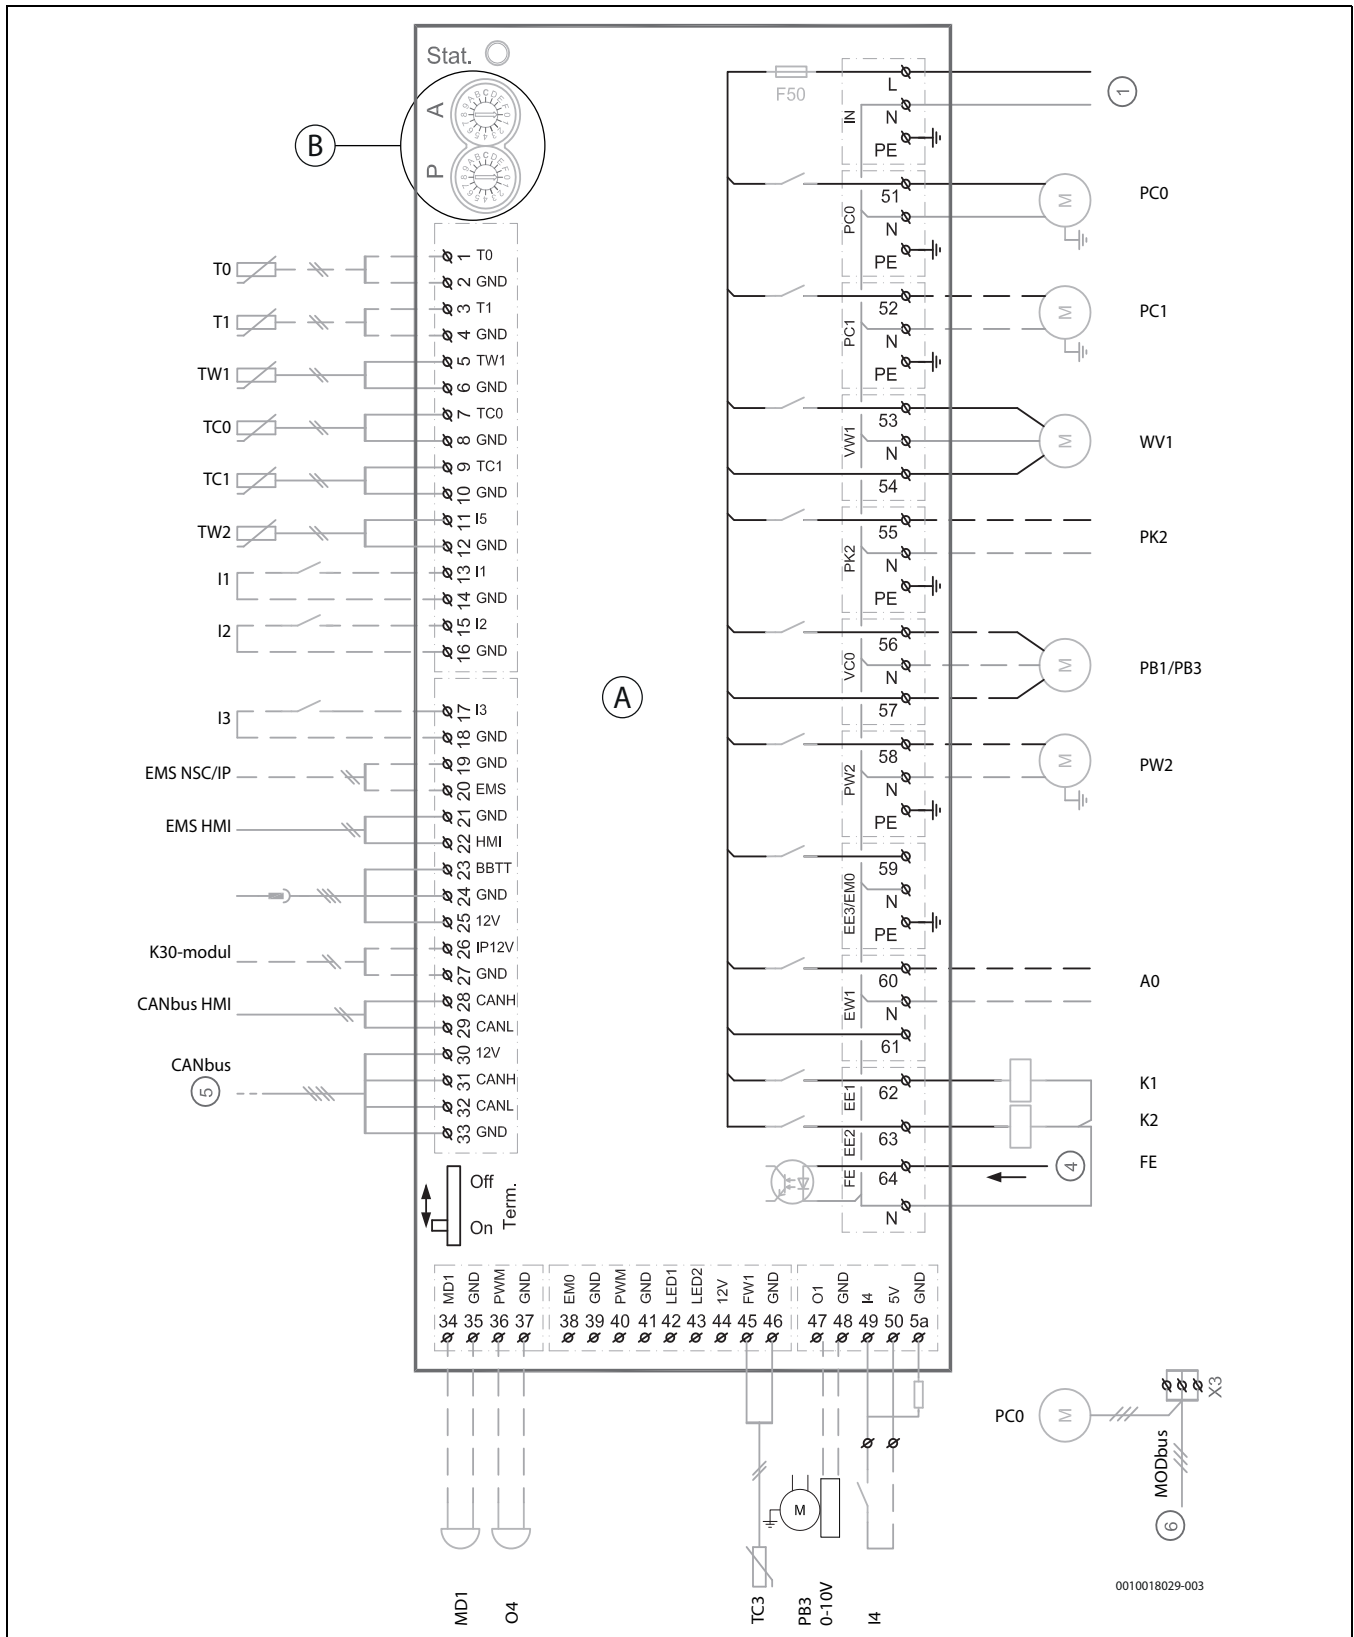 Stat.
A
P
B
A
T0
T1
TW1
TC0
TC1
TW2
I1
I2
I3
EMS NSC/IP
EMS HMI
K30-modul
CANbus HMI
CANbus
5
1 T0
2 GND
3 T1
4 GND
5 TW1
6 GND
7 TC0
8 GND
9 TC1
10 GND
11 I5
12 GND
13 I1
14 GND
15 I2
16 GND
17 I3
18 GND
19 GND
20 EMS
21 GND
22 HMI
23 BBTT
24 GND
25 12V
26 IP12V
27 GND
28 CANH
29 CANL
30 12V
31 CANH
32 CANL
33 GND
Off
On
Term.
F50
IN
L
N
PE
1
PC0
51
N
PE
M
PC0
PC1
52
N
PE
M
PC1
VW1
53
N
54
M
WV1
PK2
55
N
PE
PK2
VC0
56
N
57
M
PB1/PB3
PW2
58
N
PE
M
PW2
EE3/EM0
59
N
PE
EW1
60
N
61
A0
EE1
62
K1
EE2
63
K2
FE
64
N
4
FE
34 MD1
35 GND
36 PWM
37 GND
38 EM0
39 GND
40 PWM
41 GND
42 LED1
43 LED2
44 12V
45 FW1
46 GND
47 O1
48 GND
49 I4
50 5V
5a GND
MD1
O4
TC3
M
PB3
0-10V
I4
PC0
M
X3
MODbus
6
0010018029-003